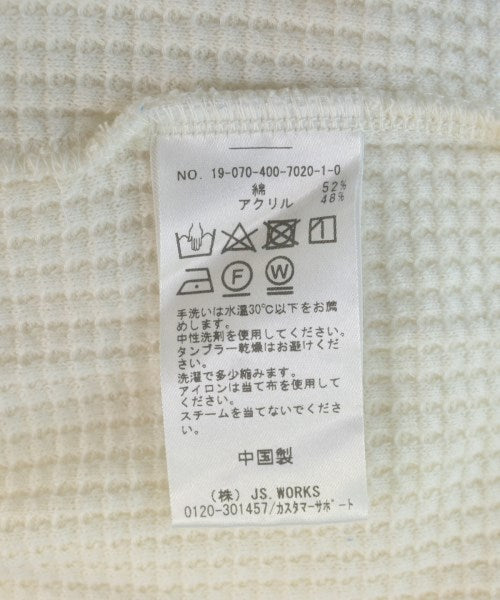 NO. 19-070-400-7020-1-0
綿 52%
アクリル 48%
F W
手洗いは水温30℃以下をお薦
めします。
中性洗剤を使用してください。
タンブラー乾燥はお避けくだ
さい。
洗濯で多少縮みます。
アイロンは当て布を使用して
ください。
スチームを当てないでください。
中国製
(株) JS.WORKS
0120-301457/カスタマーサポート